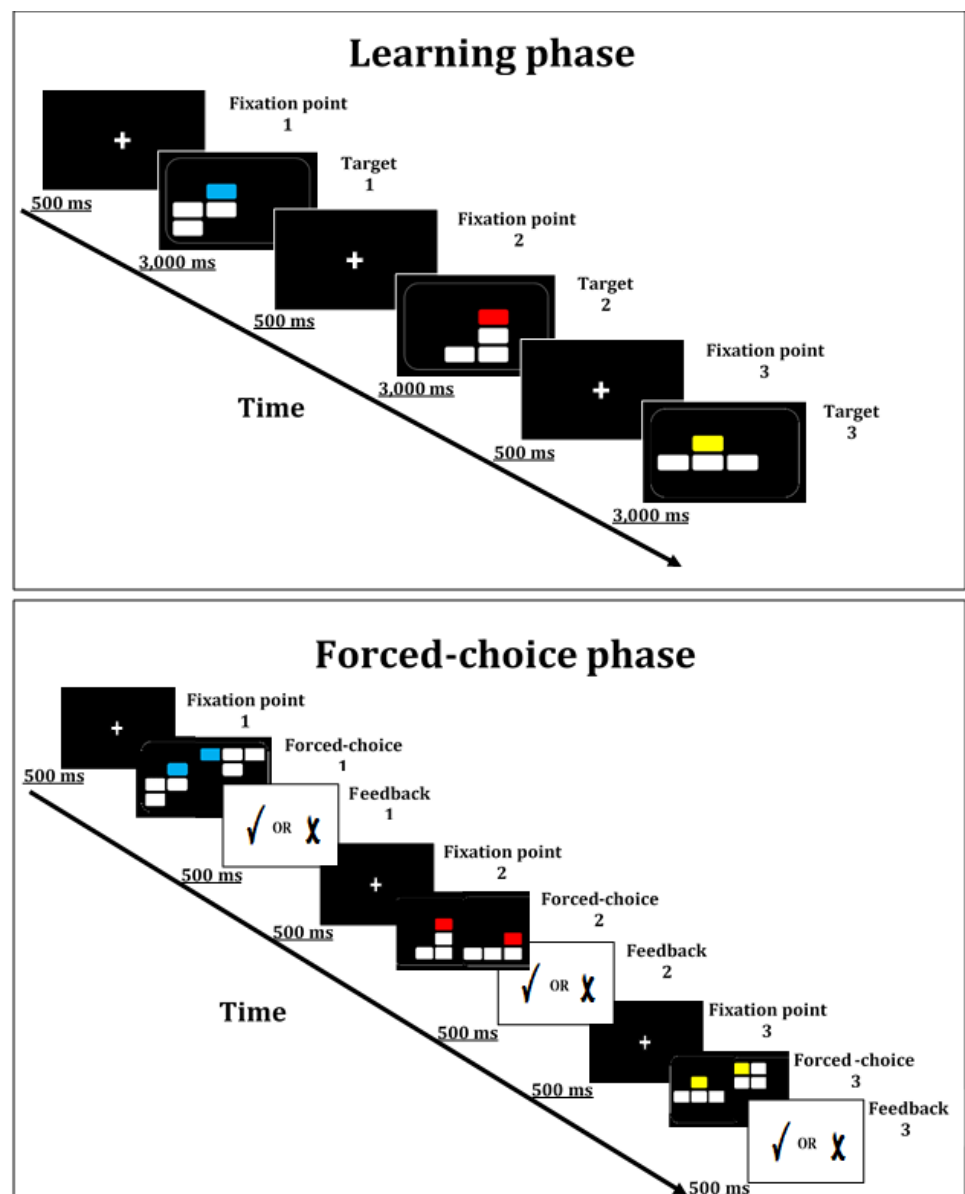 Learning phase
Fixation point
1
500 ms
Target
1
3,000 ms
Fixation point
2
500 ms
Target
2
3,000 ms
Fixation point
3
500 ms
Target
3
3,000 ms
Time
Forced-choice phase
Fixation point
1
500 ms
Forced-choice
1
Feedback
1
OR
500 ms
Fixation point
2
500 ms
Forced-choice
2
Feedback
2
OR
500 ms
Fixation point
3
500 ms
Forced -choice
3
Feedback
3
OR
500 ms
Time